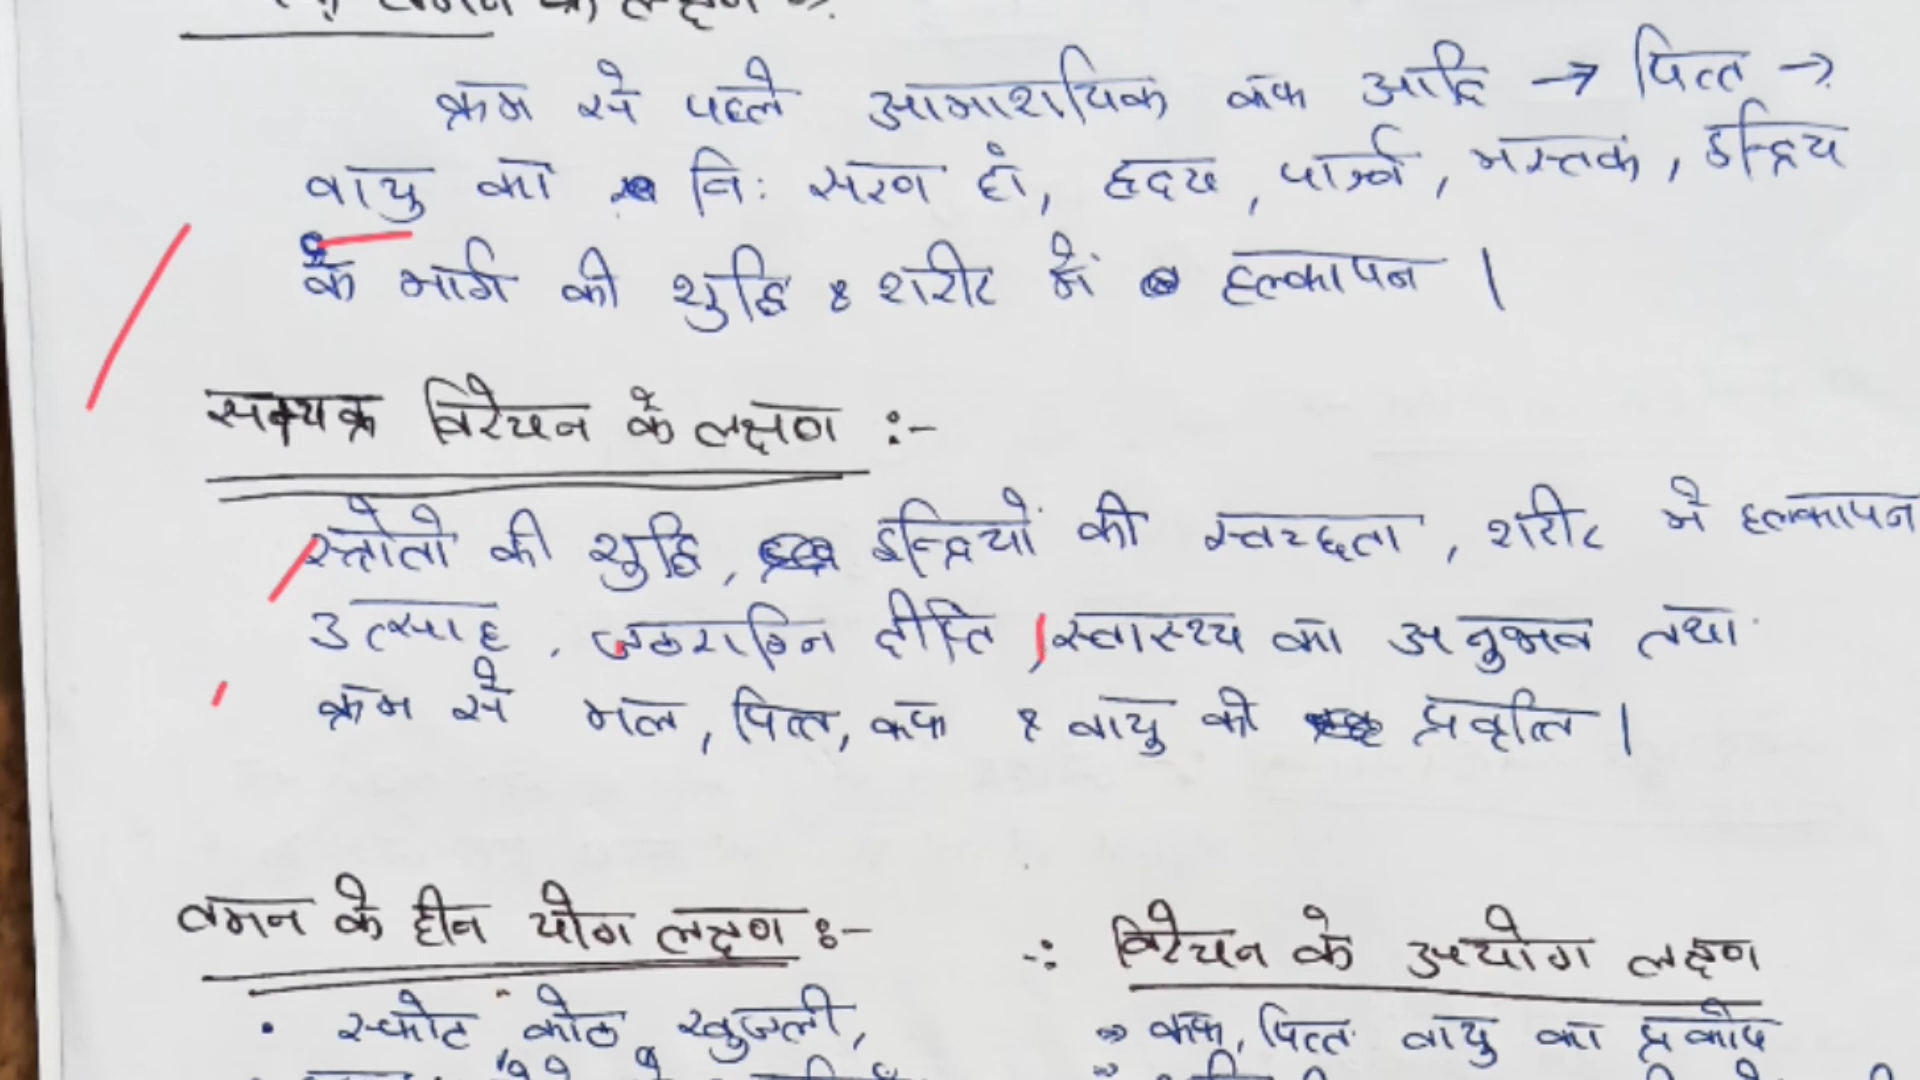 के लक्षण :-
क्रम से पहले आमाशयिक कफ आदि → पित्त →
वायु का निः सरण हो, हृदय, पार्श्व, मस्तक, इन्द्रिय
के मार्ग की शुद्धि & शरीर में हल्कापन |
सम्यक विरेचन के लक्षण :-
स्त्रोतो की शुद्धि, इन्द्रियों की स्वच्छता, शरीर मे हल्कापन
उत्साह, जठराग्नि दीप्ति, स्वास्थ्य का अनुभव तथा
क्रम से मल, पित्त, कफ & वायु की प्रवृत्ति |
वमन के हीन योग लक्षण :-
• स्फोट कोठ खुजली,
-: विरेचन के अयोग लक्षण
⇒ कफ, पित्त वायु का प्रकोप